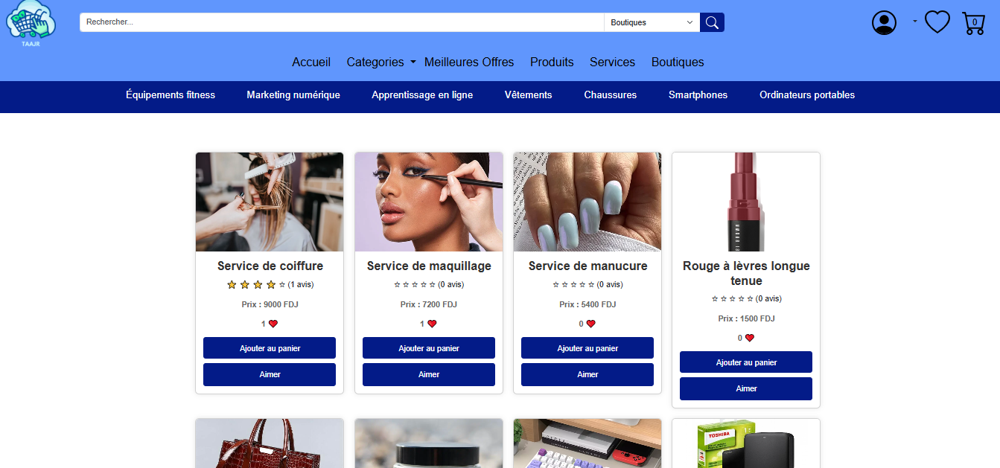 TAAJR
Rechercher...
Boutiques
0
Accueil Categories Meilleures Offres Produits Services Boutiques
Équipements fitness Marketing numérique Apprentissage en ligne Vêtements Chaussures Smartphones Ordinateurs portables
Service de coiffure
☆ (1 avis)
Prix : 9000 FDJ
1
Ajouter au panier
Aimer
Service de maquillage
☆ ☆ ☆ ☆ ☆ (0 avis)
Prix : 7200 FDJ
1
Ajouter au panier
Aimer
Service de manucure
☆ ☆ ☆ ☆ ☆ (0 avis)
Prix : 5400 FDJ
0
Ajouter au panier
Aimer
Rouge à lèvres longue
tenue
☆ ☆ ☆ ☆ ☆ (0 avis)
Prix : 1500 FDJ
0
Ajouter au panier
Aimer
TOSHIBA